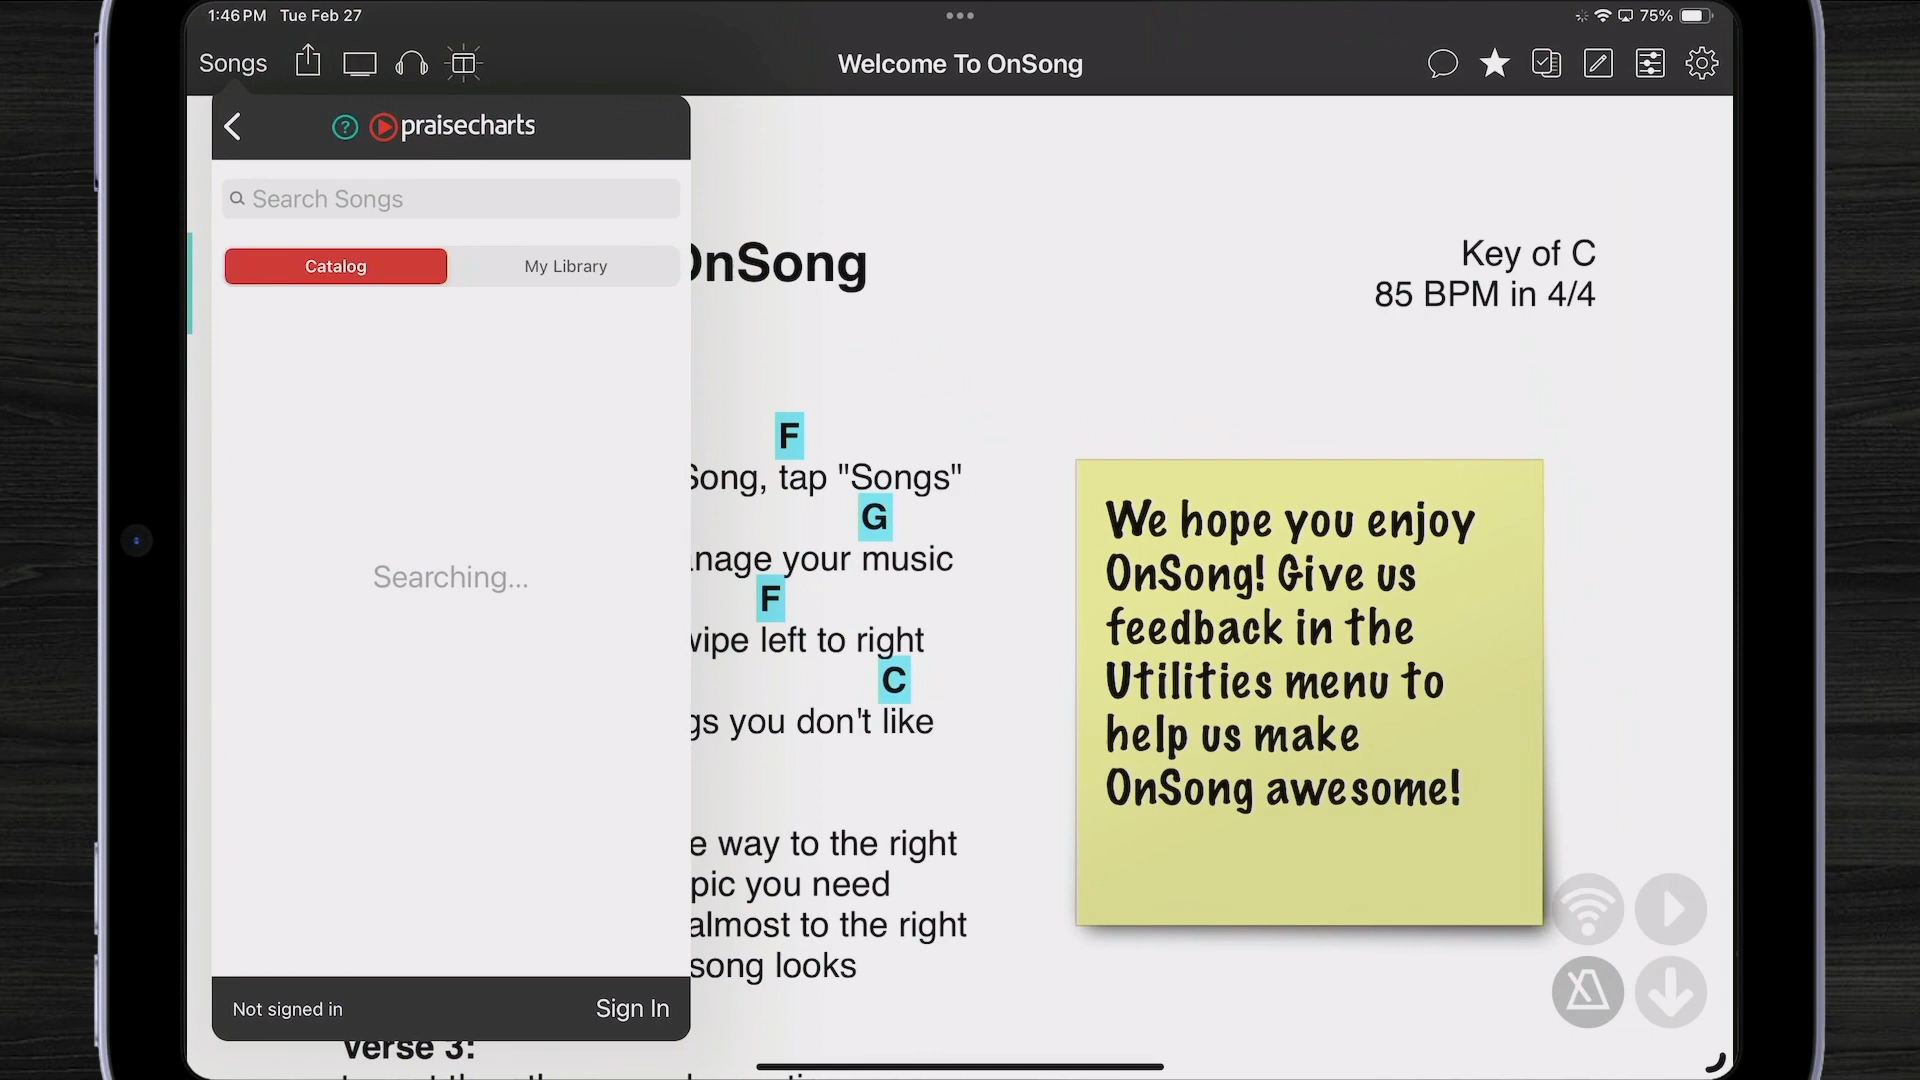 1:46 PM Tue Feb 27
75%
Songs
Welcome To OnSong
praisecharts
Search Songs
Catalog
My Library
Searching...
Not signed in
Sign In
OnSong
Key of C
85 BPM in 4/4
F
Song, tap "Songs"
G
nage your music
F
wipe left to right
C
gs you don't like
e way to the right
pic you need
almost to the right
song looks
Verse 3:
We hope you enjoy
OnSong! Give us
feedback in the
Utilities menu to
help us make
OnSong awesome!